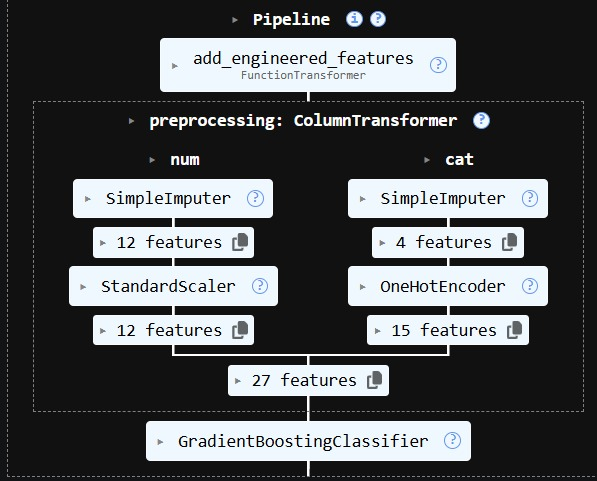 Pipeline
add_engineered_features
FunctionTransformer
preprocessing: ColumnTransformer
num
cat
SimpleImputer
SimpleImputer
12 features
4 features
StandardScaler
OneHotEncoder
12 features
15 features
27 features
GradientBoostingClassifier